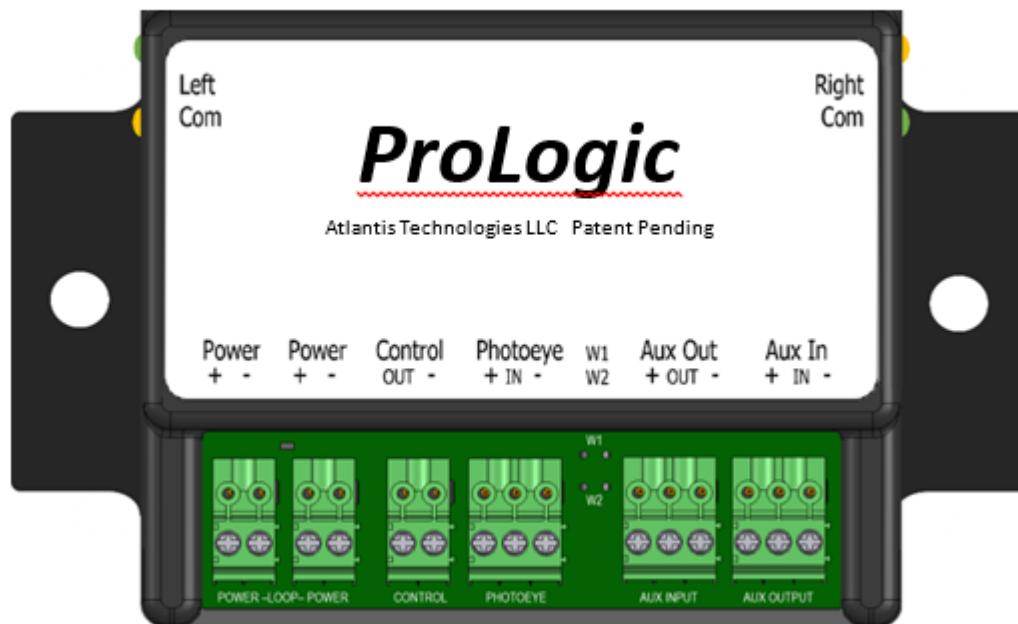 Left Right
Com Com
ProLogic
Atlantis Technologies LLC Patent Pending
Power Power Control Photoeye W1 Aux Out Aux In
+ - + - OUT - + IN - W2 + OUT - + IN -
W1
W2
POWER -LOOP- POWER CONTROL PHOTOEYE AUX INPUT AUX OUTPUT